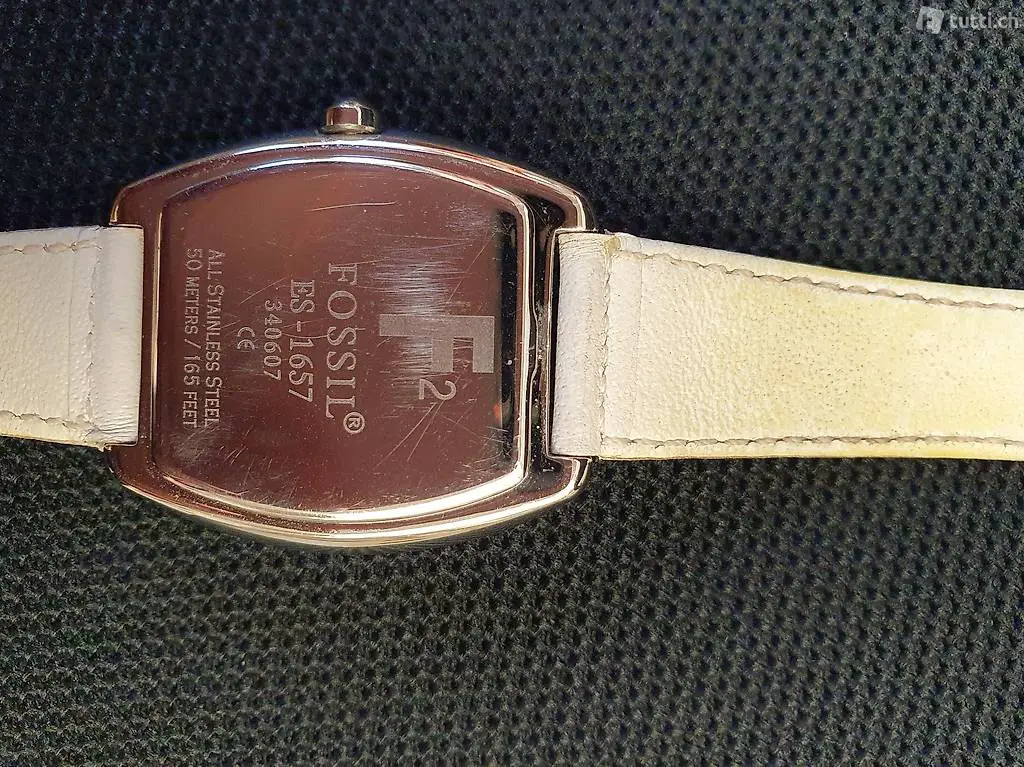 F2
FOSSIL®
ES-1657
340607
CE
ALL STAINLESS STEEL
50 METERS / 165 FEET
tutti.ch